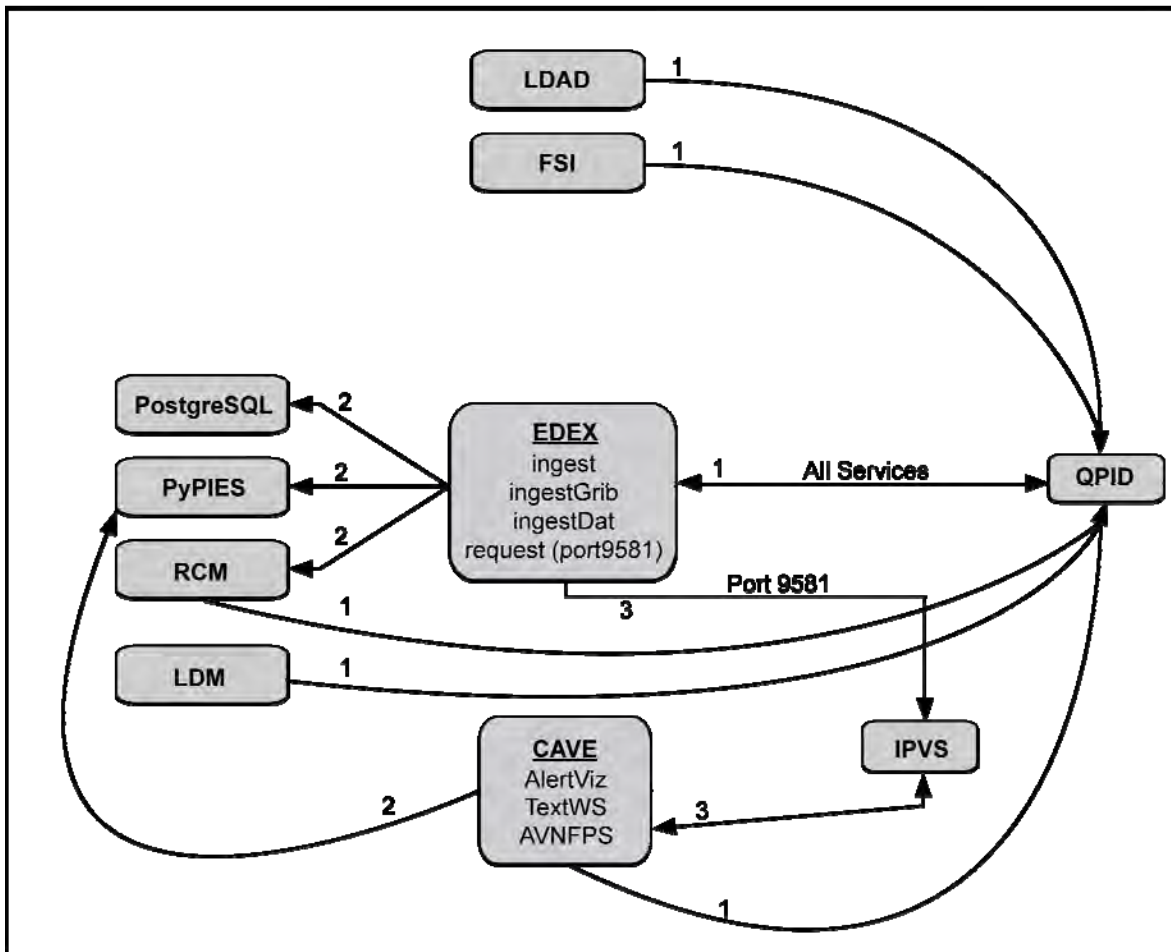 LDAD
1
FSI
1
PostgreSQL
2
EDEX
ingest
ingestGrib
ingestDat
request (port9581)
1
All Services
QPID
PyPIES
2
RCM
2
1
Port 9581
3
LDM
1
IPVS
CAVE
AlertViz
TextWS
AVNFPS
2
3
1